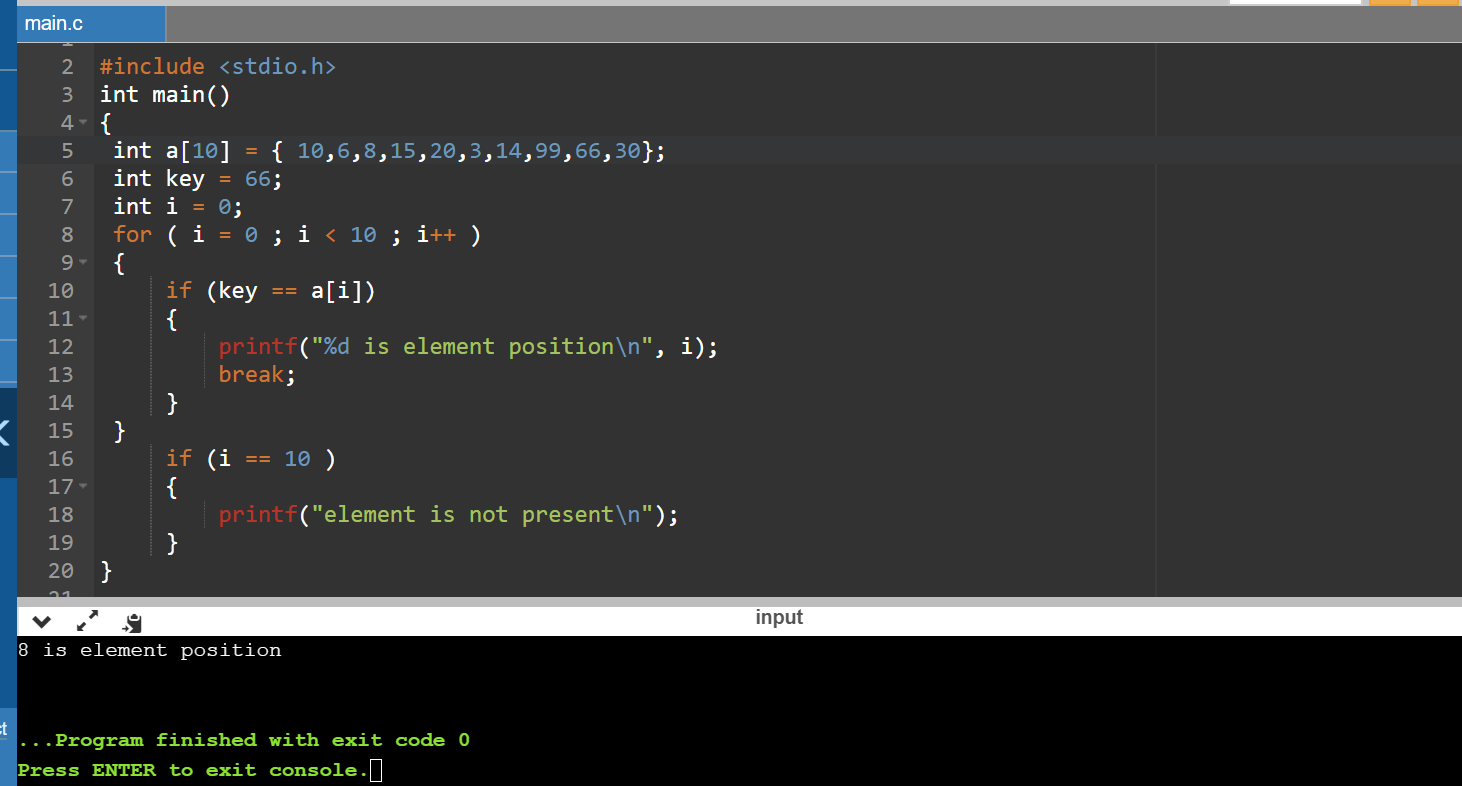 main.c
1
2 #include <stdio.h>
3 int main()
4 {
5 int a[10] = { 10,6,8,15,20,3,14,99,66,30};
6 int key = 66;
7 int i = 0;
8 for ( i = 0 ; i < 10 ; i++ )
9 {
10 if (key == a[i])
11 {
12 printf("%d is element position\n", i);
13 break;
14 }
15 }
16 if (i == 10 )
17 {
18 printf("element is not present\n");
19 }
20 }
21
input
8 is element position
...Program finished with exit code 0
Press ENTER to exit console.